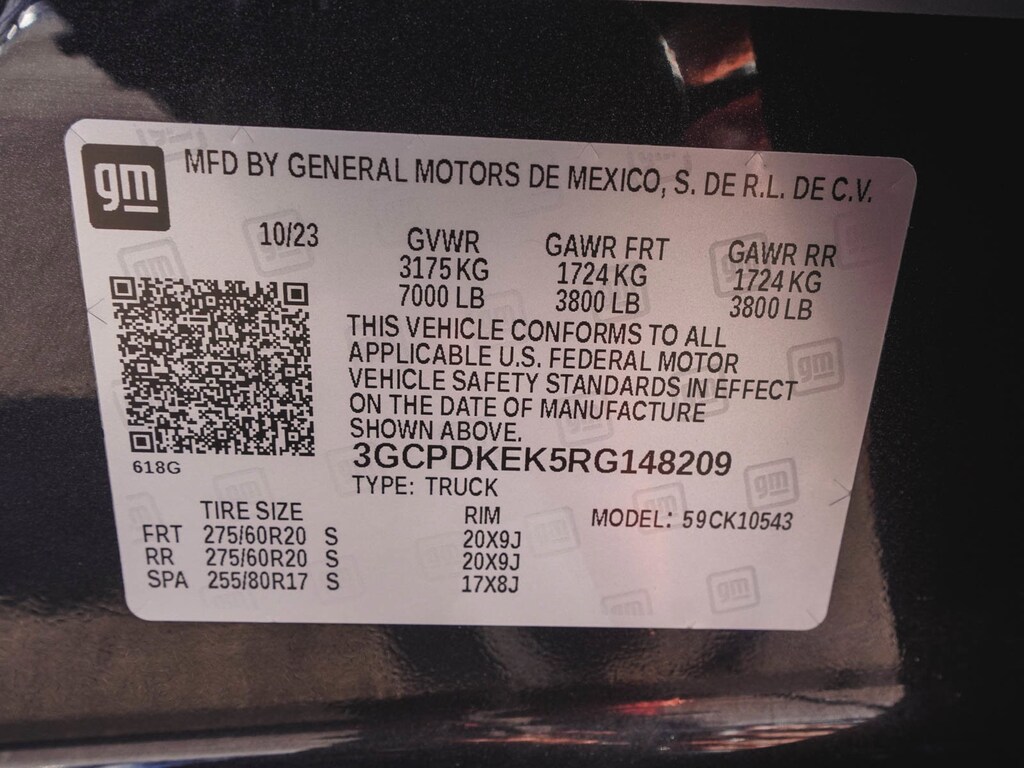 gm
MFD BY GENERAL MOTORS DE MEXICO, S. DE R.L. DE C.V.
10/23 GVWR GAWR FRT GAWR RR
3175 KG 1724 KG 1724 KG
7000 LB 3800 LB 3800 LB
THIS VEHICLE CONFORMS TO ALL
APPLICABLE U.S. FEDERAL MOTOR
VEHICLE SAFETY STANDARDS IN EFFECT
ON THE DATE OF MANUFACTURE
SHOWN ABOVE.
3GCPDKEK5RG148209
618G
TYPE: TRUCK
TIRE SIZE RIM MODEL: 59CK10543
FRT 275/60R20 S 20X9J
RR 275/60R20 S 20X9J
SPA 255/80R17 S 17X8J